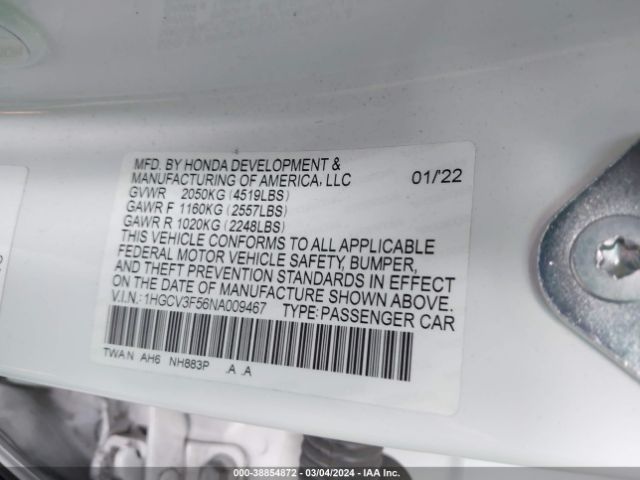 MFD. BY HONDA DEVELOPMENT &
MANUFACTURING OF AMERICA, LLC 01/'22
GVWR 2050KG (4519LBS)
GAWR F 1160KG (2557LBS)
GAWR R 1020KG (2248LBS)
THIS VEHICLE CONFORMS TO ALL APPLICABLE
FEDERAL MOTOR VEHICLE SAFETY, BUMPER,
AND THEFT PREVENTION STANDARDS IN EFFECT
ON THE DATE OF MANUFACTURE SHOWN ABOVE.
V.I.N.: 1HGCV3F56NA009467 TYPE: PASSENGER CAR
TWA N AH6 NH883P .A .A
000-38854872 — 03/04/2024 — IAA Inc.